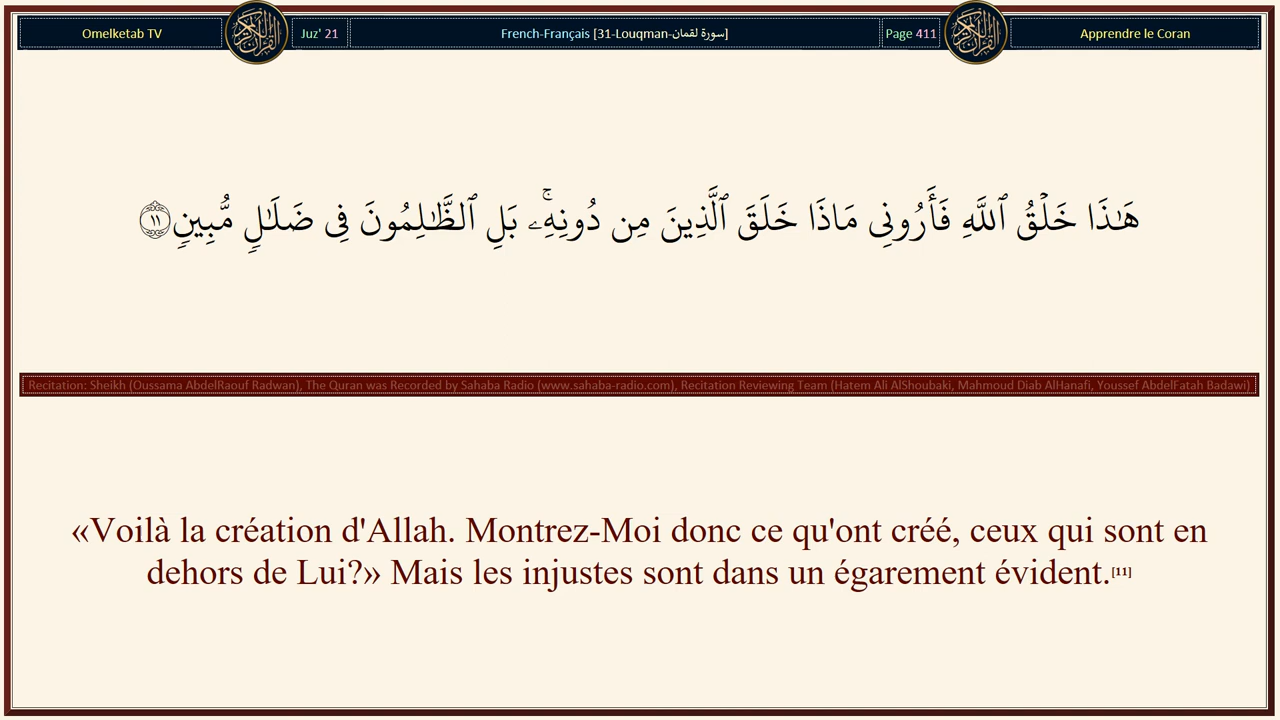 Omelketab TV
Juz' 21
French-Français [31-Louqman-سورة لقمان]
Page 411
Apprendre le Coran
هَـٰذَا خَلْقُ ٱللَّهِ فَأَرُونِى مَاذَا خَلَقَ ٱلَّذِينَ مِن دُونِهِۦۚ بَلِ ٱلظَّـٰلِمُونَ فِى ضَلَـٰلٍ مُّبِينٍ ١١
Recitation: Sheikh (Oussama AbdelRaouf Radwan), The Quran was Recorded by Sahaba Radio (www.sahaba-radio.com), Recitation Reviewing Team (Hatem Ali AlShoubaki, Mahmoud Diab AlHanafi, Youssef AbdelFatah Badawi)
«Voilà la création d'Allah. Montrez-Moi donc ce qu'ont créé, ceux qui sont en
dehors de Lui?» Mais les injustes sont dans un égarement évident.[11]